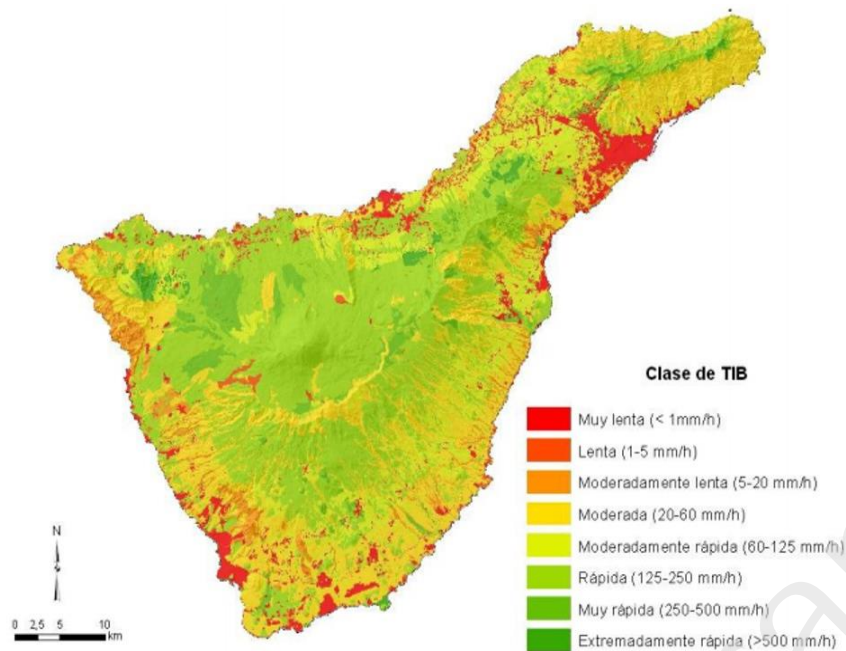 Clase de TIB
Muy lenta (< 1mm/h)
Lenta (1-5 mm/h)
Moderadamente lenta (5-20 mm/h)
Moderada (20-60 mm/h)
Moderadamente rápida (60-125 mm/h)
Rápida (125-250 mm/h)
Muy rápida (250-500 mm/h)
Extremadamente rápida (>500 mm/h)
N
0 2,5 5 10
km